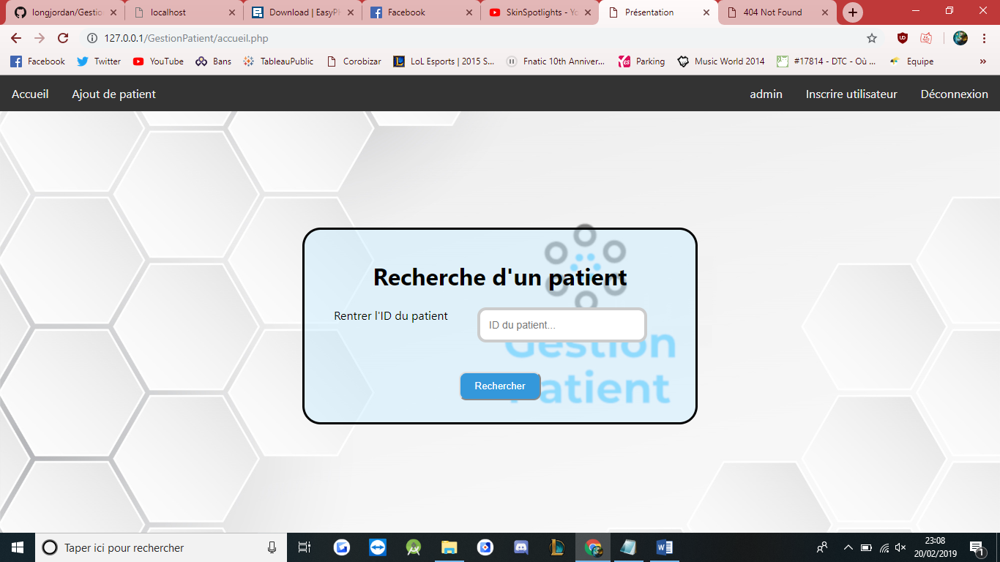 longjordan/Gestio
localhost
Download | EasyPH
Facebook
SkinSpotlights - Yo
Présentation
404 Not Found
127.0.0.1/GestionPatient/accueil.php
Facebook
Twitter
YouTube
Bans
TableauPublic
Corobizar
LoL Esports | 2015 S...
Fnatic 10th Anniver...
Parking
Music World 2014
#17814 - DTC - Où ...
Equipe
Accueil
Ajout de patient
admin
Inscrire utilisateur
Déconnexion
Recherche d'un patient
Rentrer l'ID du patient
ID du patient...
Gestion
Patient
Rechercher
Taper ici pour rechercher
23:08
20/02/2019
1